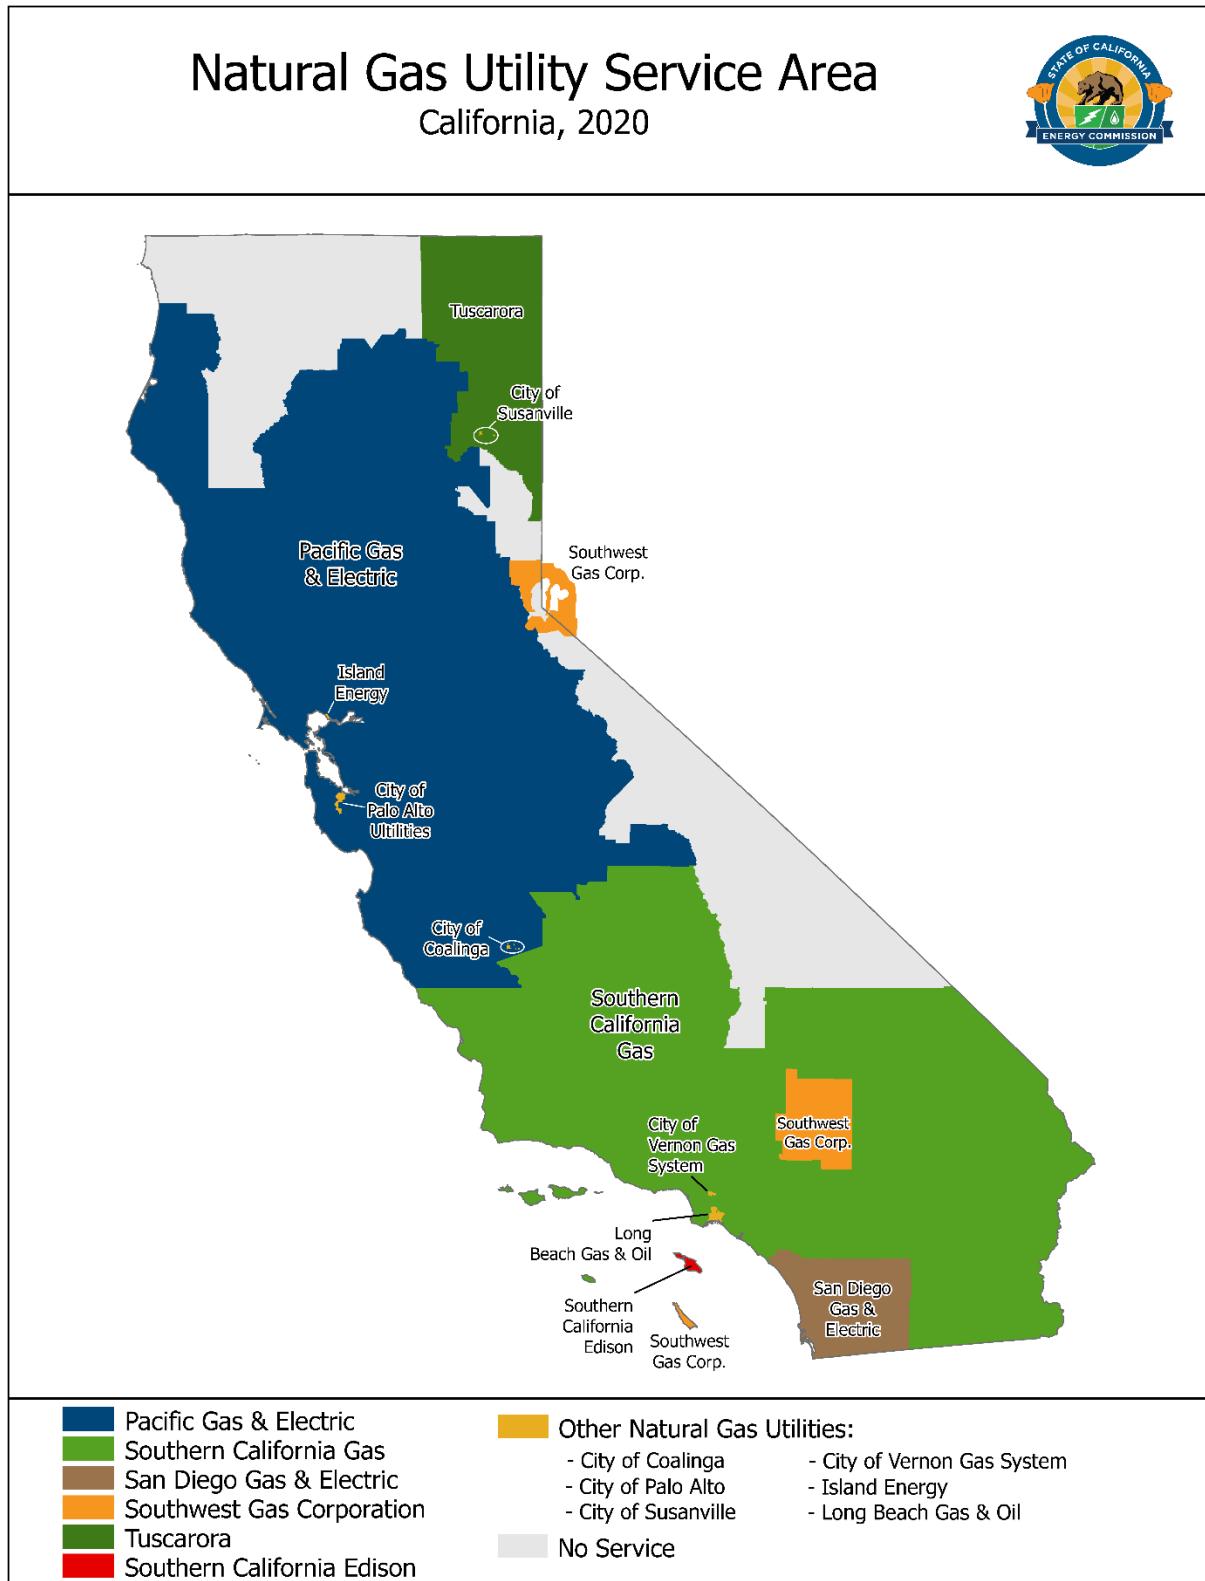 Natural Gas Utility Service Area
California, 2020
STATE OF CALIFORNIA
ENERGY COMMISSION
Tuscarora
City of
Susanville
Pacific Gas
& Electric
Southwest
Gas Corp.
Island
Energy
City of
Palo Alto
Ultilities
City of
Coalinga
Southern
California
Gas
City of
Vernon Gas
System
Southwest
Gas Corp.
Long
Beach Gas & Oil
Southern
California
Edison
Southwest
Gas Corp.
San Diego
Gas &
Electric
Pacific Gas & Electric
Southern California Gas
San Diego Gas & Electric
Southwest Gas Corporation
Tuscarora
Southern California Edison
Other Natural Gas Utilities:
- City of Coalinga
- City of Palo Alto
- City of Susanville
- City of Vernon Gas System
- Island Energy
- Long Beach Gas & Oil
No Service